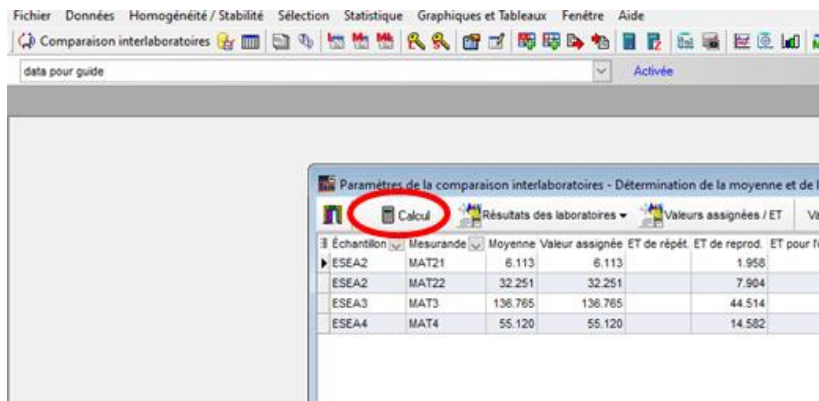 Fichier Données Homogénéité / Stabilité Sélection Statistique Graphiques et Tableaux Fenêtre Aide
Comparaison interlaboratoires
data pour guide Activée
Paramètres de la comparaison interlaboratoires - Détermination de la moyenne et de l
Calcul Résultats des laboratoires Valeurs assignées / ET Va
Échantillon Mesurande Moyenne Valeur assignée ET de répét. ET de reprod. ET pour l'é
ESEA2 MAT21 6.113 6.113 1.958
ESEA2 MAT22 32.251 32.251 7.904
ESEA3 MAT3 136.765 136.765 44.514
ESEA4 MAT4 55.120 55.120 14.582